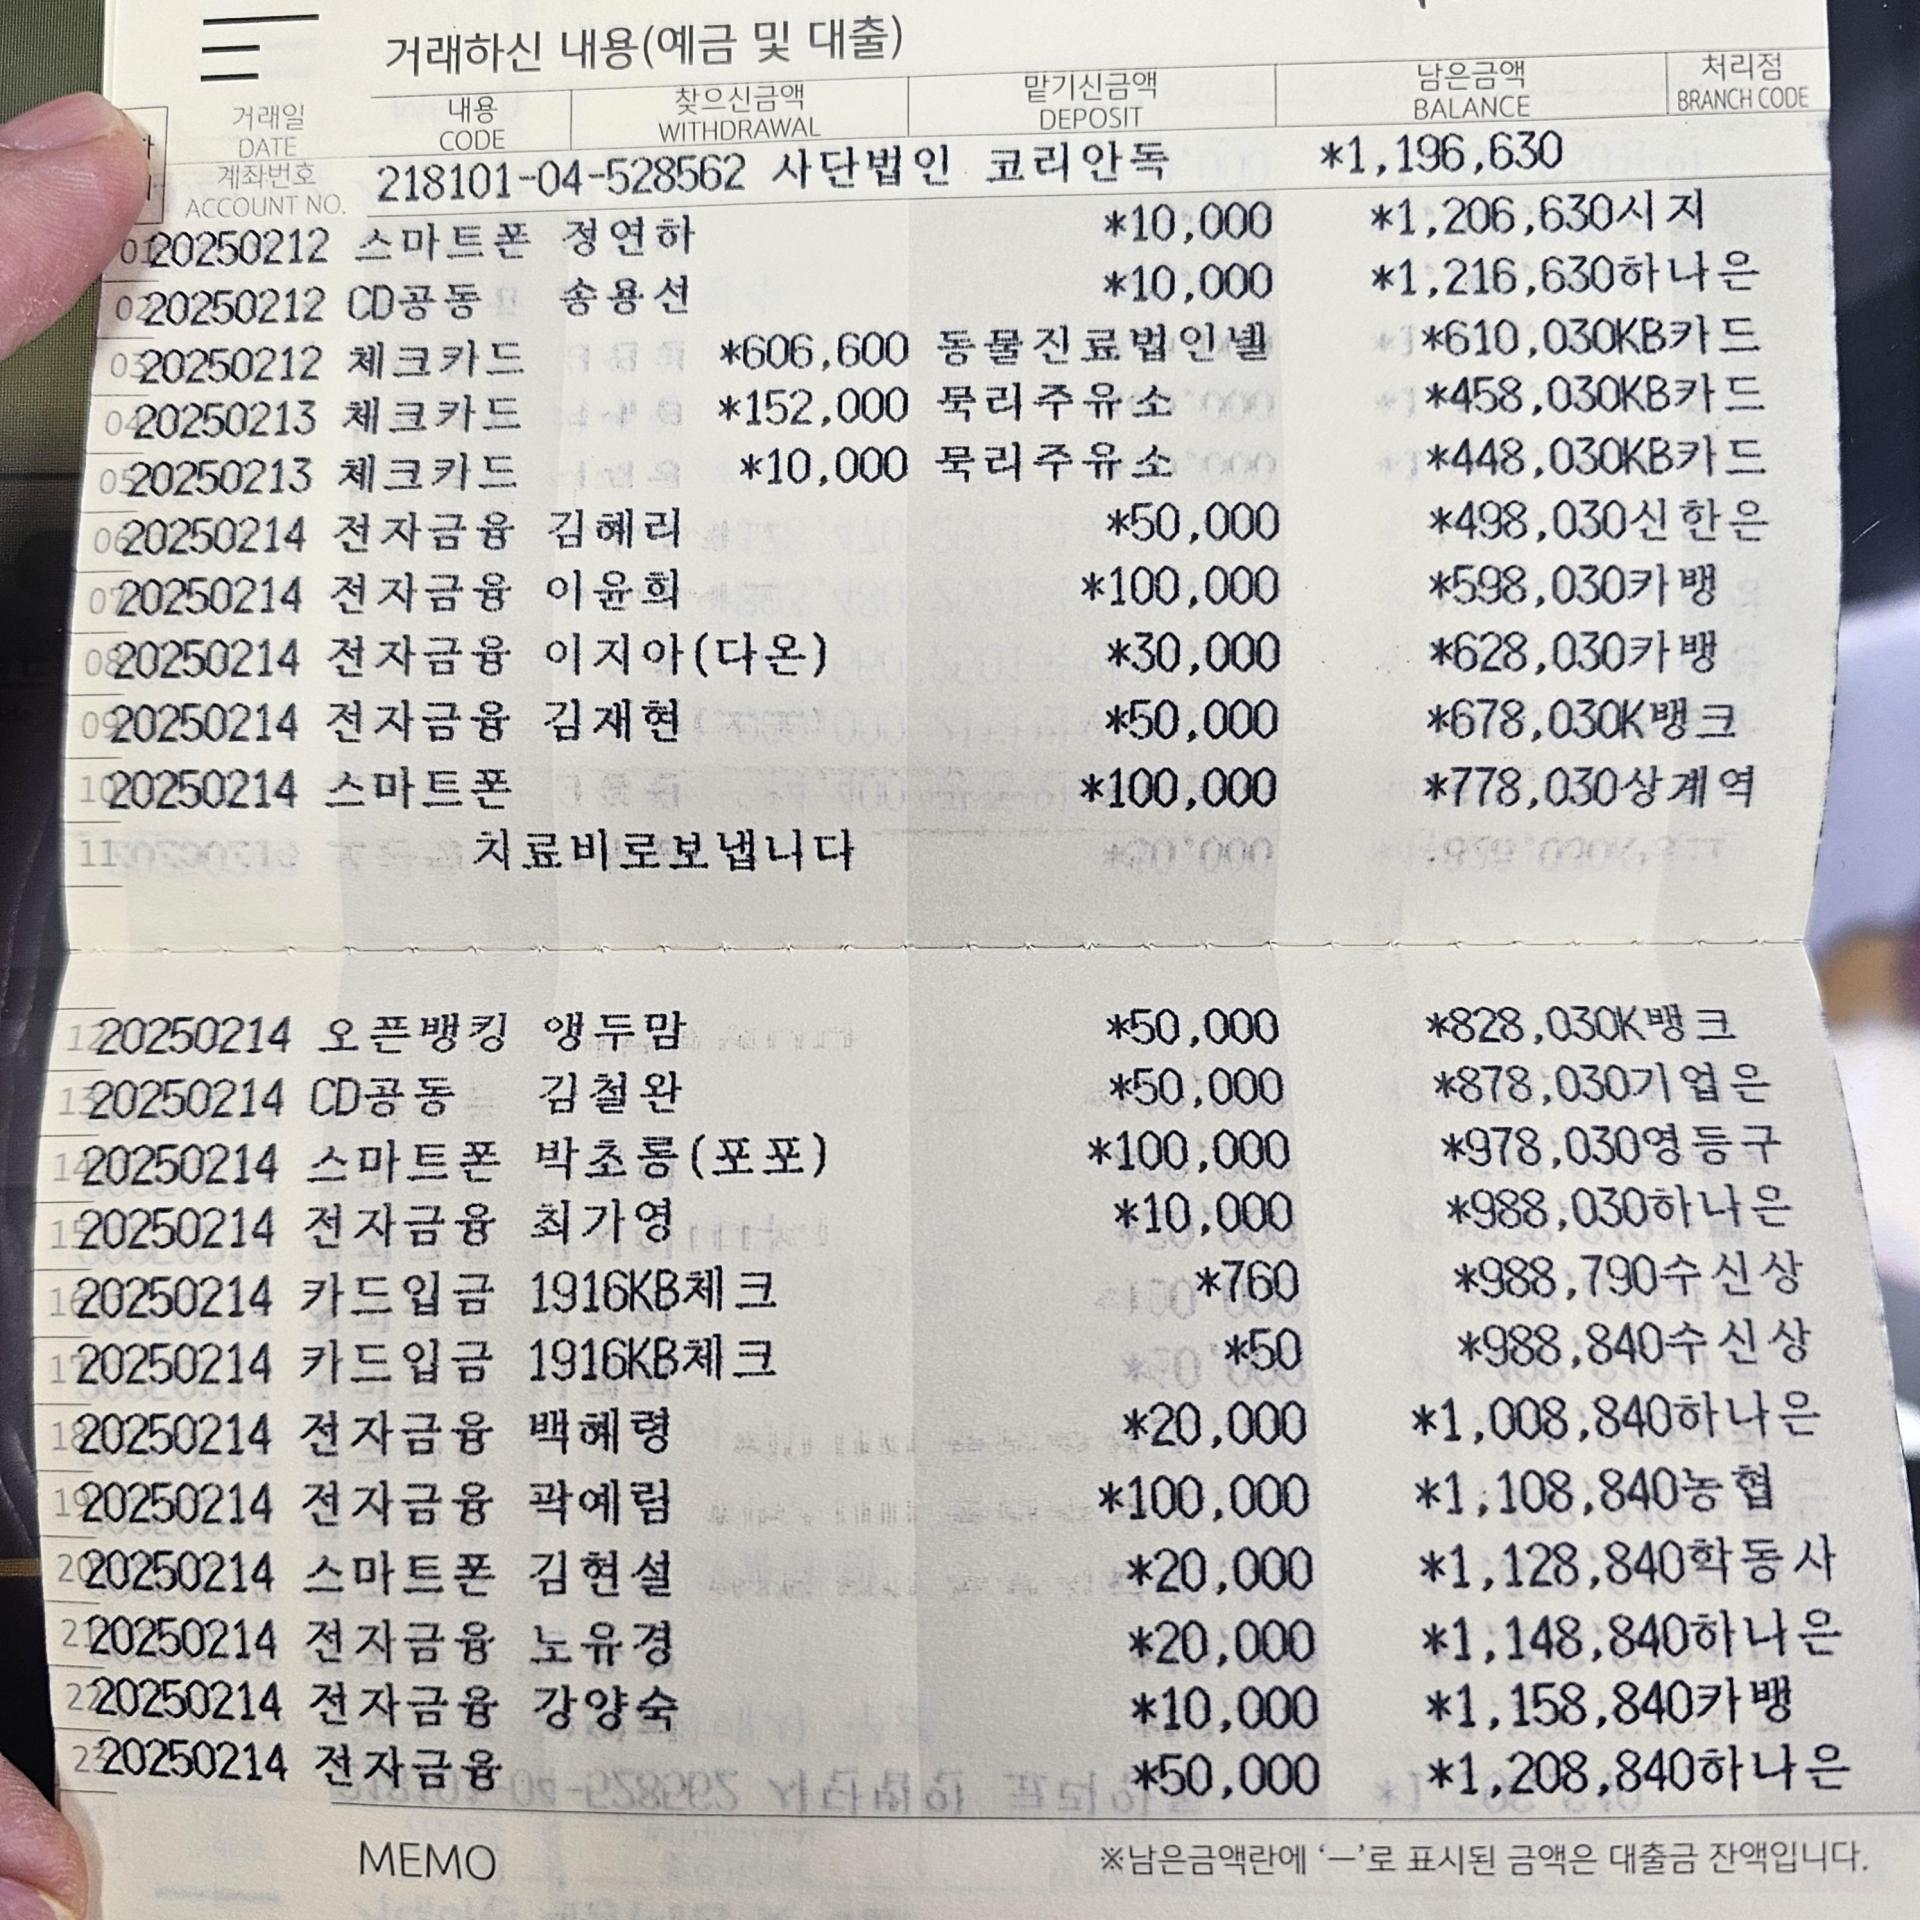 거래하신 내용(예금 및 대출)
거래일 내용 찾으신금액 맡기신금액 남은금액 처리점
DATE CODE WITHDRAWAL DEPOSIT BALANCE BRANCH CODE
계좌번호 ACCOUNT NO. 218101-04-528562 사단법인 코리안독 *1,196,630
01 20250212 스마트폰 정연하 *10,000 *1,206,630시지
02 20250212 CD공동 송용선 *10,000 *1,216,630하나은
03 20250212 체크카드 *606,600 동물진료법인넬 *610,030KB카드
04 20250213 체크카드 *152,000 묵리주유소 *458,030KB카드
05 20250213 체크카드 *10,000 묵리주유소 *448,030KB카드
06 20250214 전자금융 김혜리 *50,000 *498,030신한은
07 20250214 전자금융 이윤희 *100,000 *598,030카뱅
08 20250214 전자금융 이지아(다온) *30,000 *628,030카뱅
09 20250214 전자금융 김재현 *50,000 *678,030K뱅크
10 20250214 스마트폰 *100,000 *778,030상계역
11 치료비로보냅니다
12 20250214 오픈뱅킹 앵두맘 *50,000 *828,030K뱅크
13 20250214 CD공동 김철완 *50,000 *878,030기업은
14 20250214 스마트폰 박초롱(포포) *100,000 *978,030영등구
15 20250214 전자금융 최가영 *10,000 *988,030하나은
16 20250214 카드입금 1916KB체크 *760 *988,790수신상
17 20250214 카드입금 1916KB체크 *50 *988,840수신상
18 20250214 전자금융 백혜령 *20,000 *1,008,840하나은
19 20250214 전자금융 곽예림 *100,000 *1,108,840농협
20 20250214 스마트폰 김현설 *20,000 *1,128,840학동사
21 20250214 전자금융 노유경 *20,000 *1,148,840하나은
22 20250214 전자금융 강양숙 *10,000 *1,158,840카뱅
23 20250214 전자금융 *50,000 *1,208,840하나은
MEMO ※남은금액란에 ‘—’로 표시된 금액은 대출금 잔액입니다.